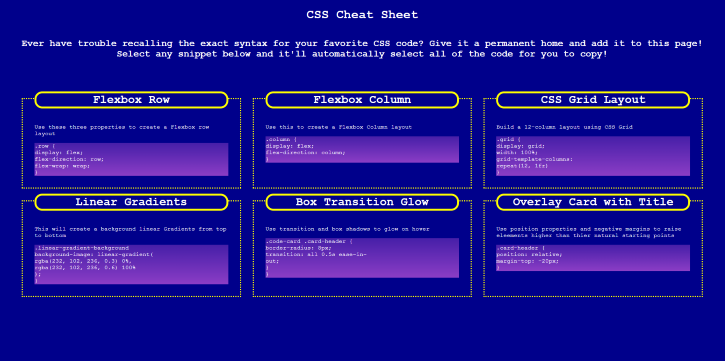 CSS Cheat Sheet
Ever have trouble recalling the exact syntax for your favorite CSS code? Give it a permanent home and add it to this page!
Select any snippet below and it'll automatically select all of the code for you to copy!
Flexbox Row
Use these three properties to create a Flexbox row
layout
.row {
display: flex;
flex-direction: row;
flex-wrap: wrap;
}
Flexbox Column
Use this to create a Flexbox Column layout
.column {
display: flex;
flex-direction: column;
}
CSS Grid Layout
Build a 12-column layout using CSS Grid
.grid {
display: grid;
width: 100%;
grid-template-columns:
repeat(12, 1fr)
}
Linear Gradients
This will create a background linear Gradients from top
to bottom
.linear-gradient-background
background-image: linear-gradient(
rgba(232, 102, 236, 0.3) 0%,
rgba(232, 102, 236, 0.6) 100%
);
}
Box Transition Glow
Use transition and box shadows to glow on hover
.code-card .card-header {
border-radius: 8px;
transition: all 0.5s ease-in-
out;
{
}
Overlay Card with Title
Use position properties and negative margins to raise
elements higher than thier natural starting points
.card-header {
position: relative;
margin-top: -20px;
}